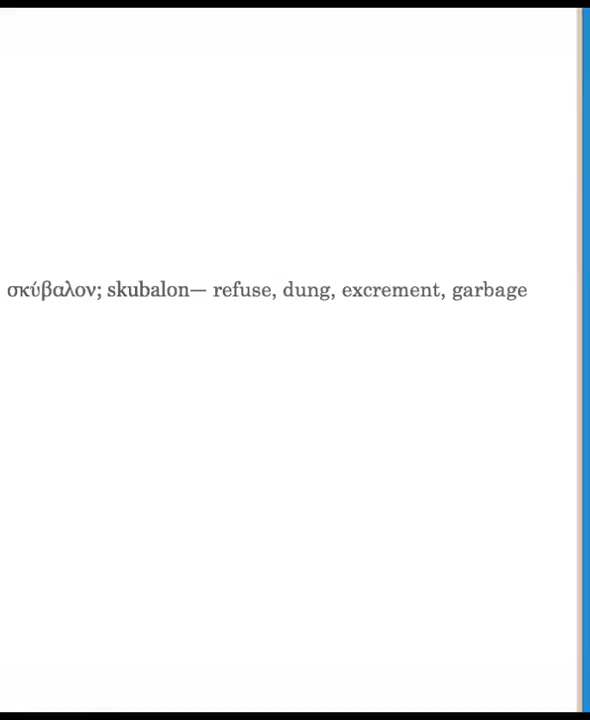 σκύβαλον; skubalon— refuse, dung, excrement, garbage